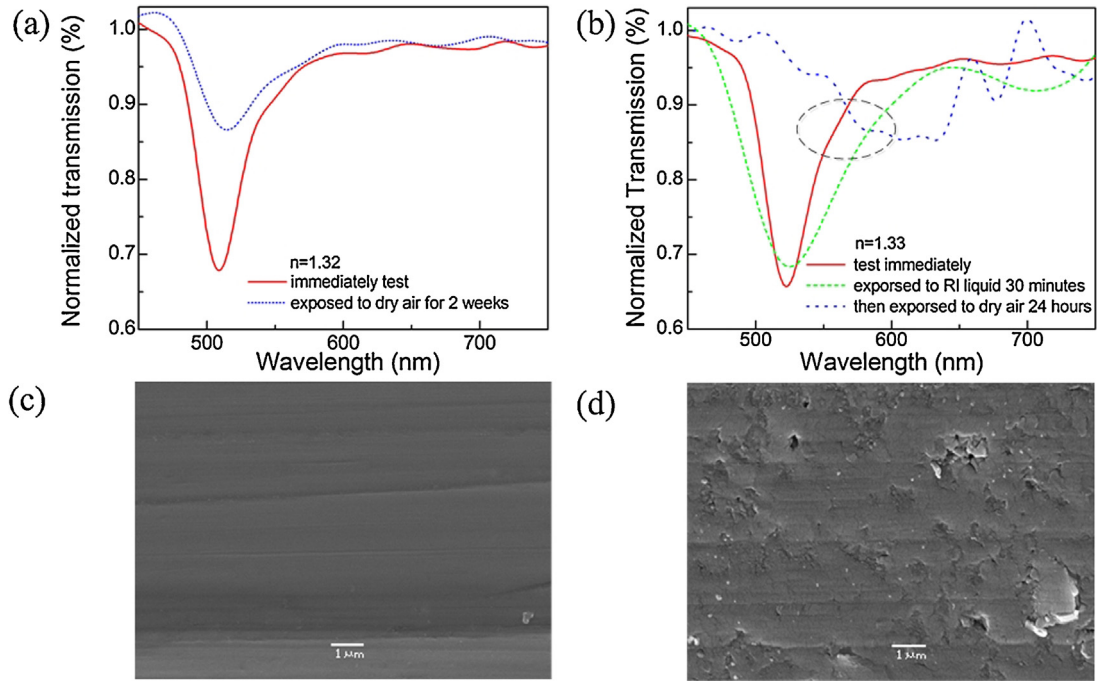 (a)
Normalized transmission (%)
1.0
0.9
0.8
0.7
0.6
n=1.32
immediately test
exposed to dry air for 2 weeks
500
600
700
Wavelength (nm)
(b)
Normalized Transmission (%)
1.0
0.9
0.8
0.7
0.6
n=1.33
test immediately
exporsed to RI liquid 30 minutes
then exporsed to dry air 24 hours
500
600
700
Wavelength (nm)
(c)
1 μm
(d)
1 μm